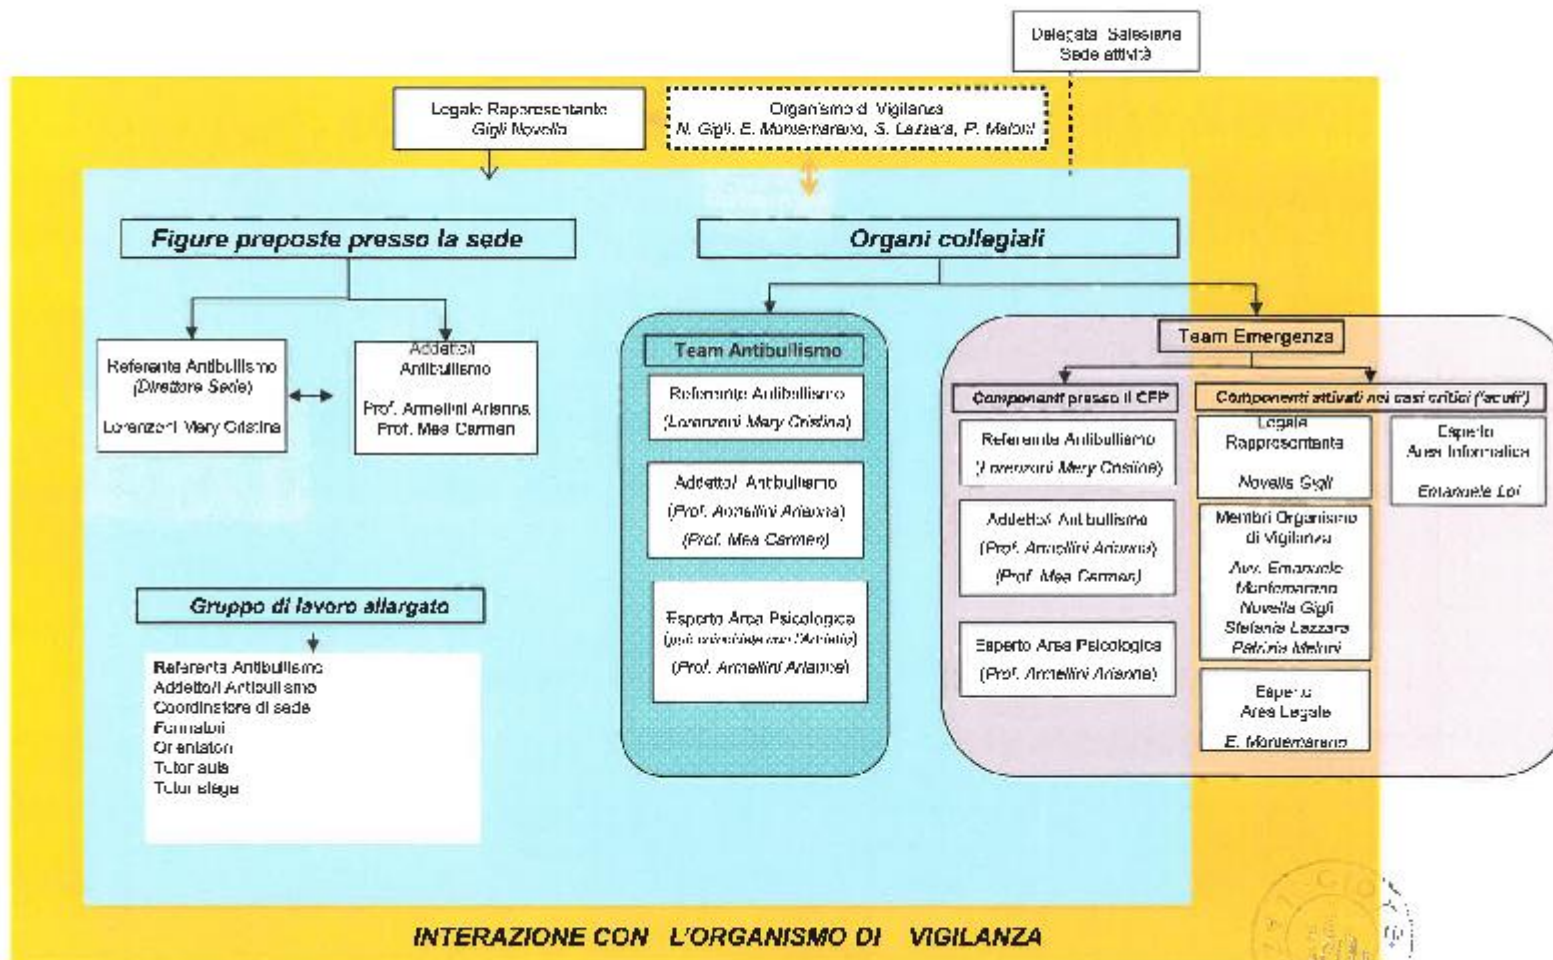 Delegata Salesiane
Sede attività
Legale Rappresentante
Gigli Novella
Organismo di Vigilanza
N. Gigli, E. Montemarano, S. Lazzara, P. Meloni
Figure preposte presso la sede
Organi collegiali
Referente Antibullismo
(Direttore Sede)
Lorenzoni Mery Cristina
Addetto/i
Antibullismo
Prof. Armellini Arianna
Prof. Mea Carmen
Gruppo di lavoro allargato
Referente Antibullismo
Addetto/i Antibullismo
Coordinatore di sede
Formatori
Orientatori
Tutor aula
Tutor stage
Team Antibullismo
Referente Antibullismo
(Lorenzoni Mary Cristina)
Addetto/i Antibullismo
(Prof. Armellini Arianna)
(Prof. Mea Carmen)
Esperto Area Psicologica
(può coincidere con l'Addetto)
(Prof. Armellini Arianna)
Team Emergenza
Componenti presso il CFP
Referente Antibullismo
(Lorenzoni Mery Cristina)
Addetto/i Antibullismo
(Prof. Armellini Arianna)
(Prof. Mea Carmen)
Esperto Area Psicologica
(Prof. Armellini Arianna)
Componenti attivati nei casi critici ('acuti')
Legale
Rappresentante
Novella Gigli
Membri Organismo
di Vigilanza
Avv. Emanuele
Montemarano
Novella Gigli
Stefania Lazzara
Patrizia Meloni
Esperto
Area Legale
E. Montemarano
Esperto
Area Informatica
Emanuele Loi
INTERAZIONE CON L'ORGANISMO DI VIGILANZA